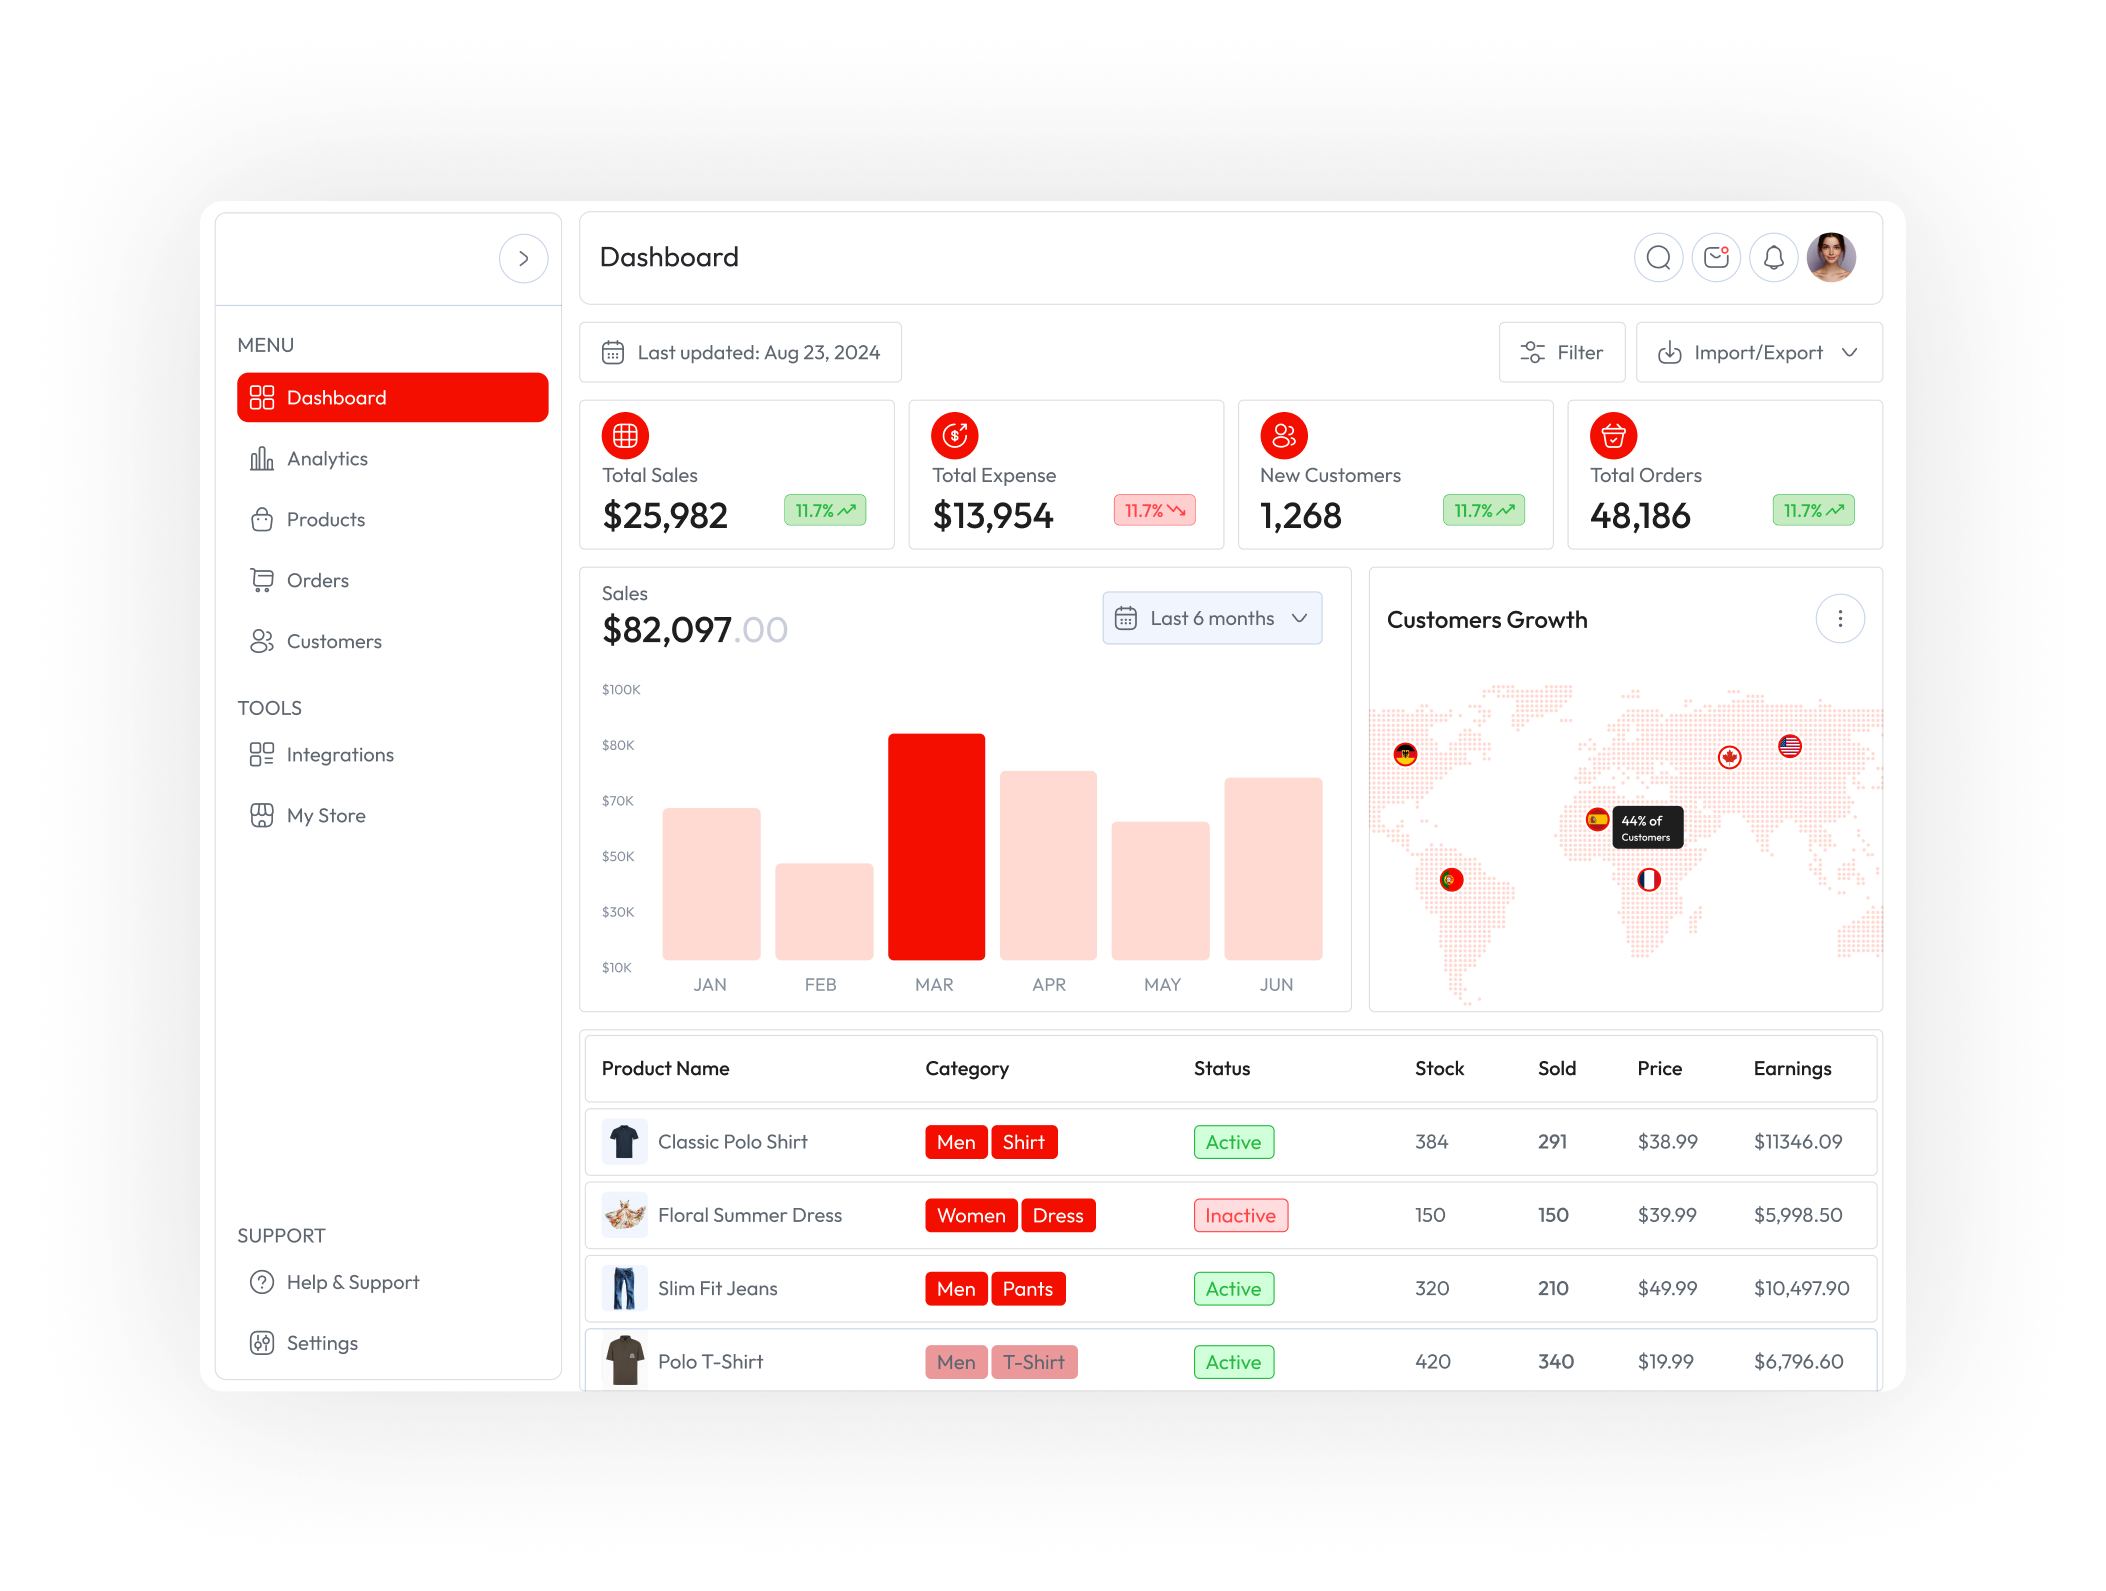 Dashboard
MENU
Dashboard
Analytics
Products
Orders
Customers
TOOLS
Integrations
My Store
SUPPORT
Help & Support
Settings
Last updated: Aug 23, 2024
Filter
Import/Export
Total Sales
$25,982
11.7%
Total Expense
$13,954
11.7%
New Customers
1,268
11.7%
Total Orders
48,186
11.7%
Sales
$82,097.00
Last 6 months
$100K
$80K
$70K
$50K
$30K
$10K
JAN FEB MAR APR MAY JUN
Customers Growth
44% of
Customers
Product Name Category Status Stock Sold Price Earnings
Classic Polo Shirt Men Shirt Active 384 291 $38.99 $11346.09
Floral Summer Dress Women Dress Inactive 150 150 $39.99 $5,998.50
Slim Fit Jeans Men Pants Active 320 210 $49.99 $10,497.90
Polo T-Shirt Men T-Shirt Active 420 340 $19.99 $6,796.60